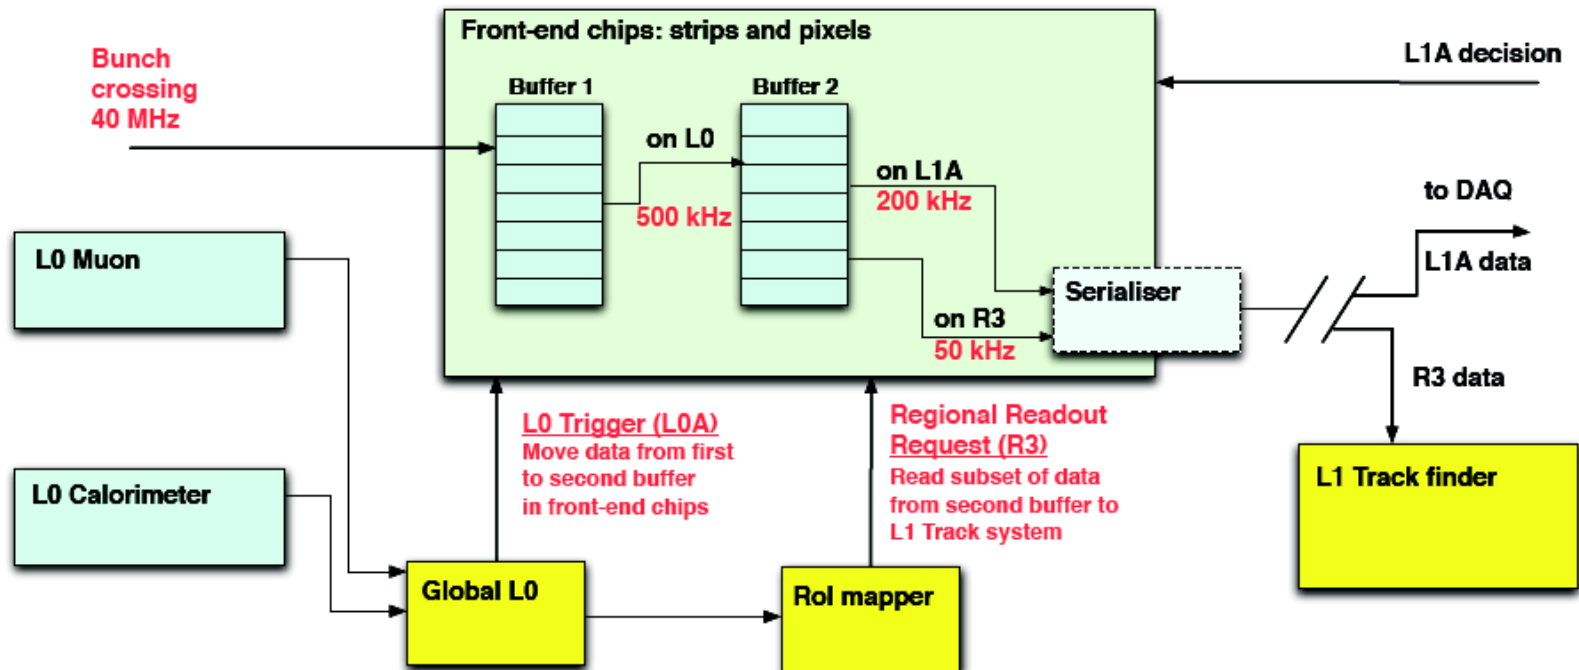 Front-end chips: strips and pixels
Bunch
crossing
40 MHz
Buffer 1
Buffer 2
L1A decision
on L0
500 kHz
on L1A
200 kHz
to DAQ
L1A data
L0 Muon
Serialiser
on R3
50 kHz
R3 data
L0 Trigger (L0A)
Move data from first
to second buffer
in front-end chips
Regional Readout
Request (R3)
Read subset of data
from second buffer to
L1 Track system
L0 Calorimeter
L1 Track finder
Global L0
RoI mapper